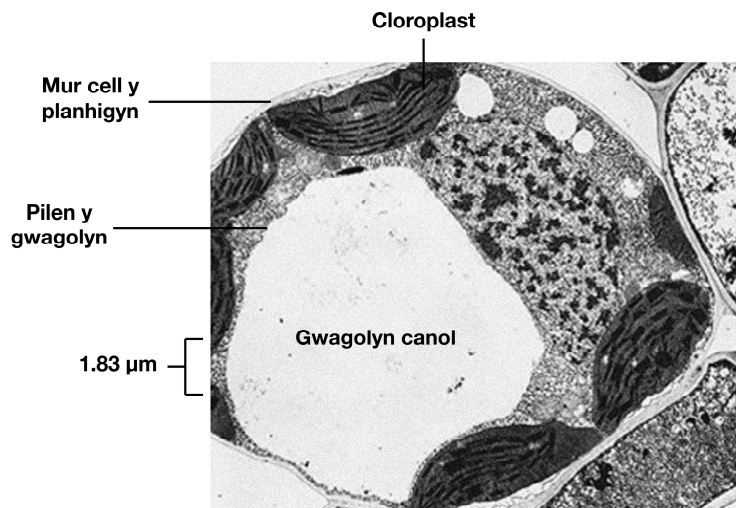 Cloroplast
Mur cell y
planhigyn
Pilen y
gwagolyn
Gwagolyn canol
1.83 µm